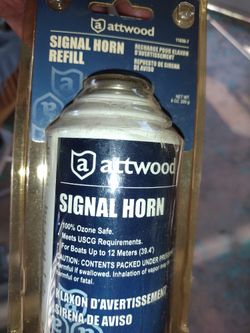 attwood
11830-7
SIGNAL HORN
REFILL
RECHARGE POUR KLAXON
D'AVERTISSEMENT
REPUESTO DE SIRENA
DE AVISO
NET WT
8 OZ.
attwood
SIGNAL HORN
• 100% Ozone Safe.
• Meets USCG Requirements.
• For Boats Up to 12 Meters (39.4').
CAUTION: CONTENTS PACKED UNDER PRESSURE
harmful if swallowed. Inhalation of vapor may be
harmful or fatal.
KLAXON D'AVERTISSEMENT
SIRENA DE AVISO